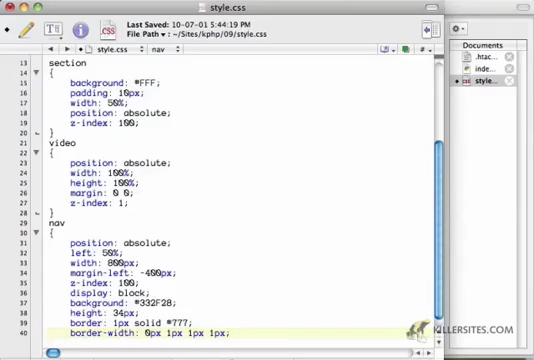 style.css
Last Saved: 10-07-01 5:44:19 PM
File Path ▾: ~/Sites/kphp/09/style.css
T
i
CSS
style.css
nav
#
Documents
.htac...
inde...
style...
13 section
14 {
15 background: #FFF;
16 padding: 10px;
17 width: 50%;
18 position: absolute;
19 z-index: 100;
20 }
21 video
22 {
23 position: absolute;
24 width: 100%;
25 height: 100%;
26 margin: 0 0;
27 z-index: 1;
28 }
29 nav
30 {
31 position: absolute;
32 left: 50%;
33 width: 800px;
34 margin-left: -400px;
35 z-index: 100;
36 display: block;
37 background: #332F28;
38 height: 34px;
39 border: 1px solid #777;
40 border-width: 0px 1px 1px 1px;
KILLERSITES.COM